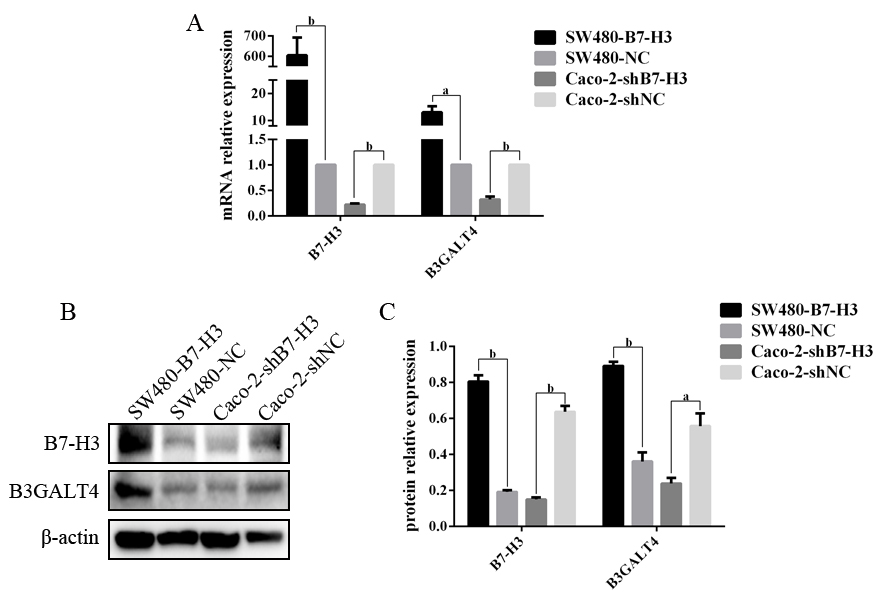 A
mRNA relative expression
700
600
20
10
1.5
1.0
0.5
0.0
b
b
a
b
B7-H3
B3GALT4
SW480-B7-H3
SW480-NC
Caco-2-shB7-H3
Caco-2-shNC
B
SW480-B7-H3
SW480-NC
Caco-2-shB7-H3
Caco-2-shNC
B7-H3
B3GALT4
β-actin
C
protein relative expression
1.0
0.8
0.6
0.4
0.2
0.0
b
b
b
a
B7-H3
B3GALT4
SW480-B7-H3
SW480-NC
Caco-2-shB7-H3
Caco-2-shNC